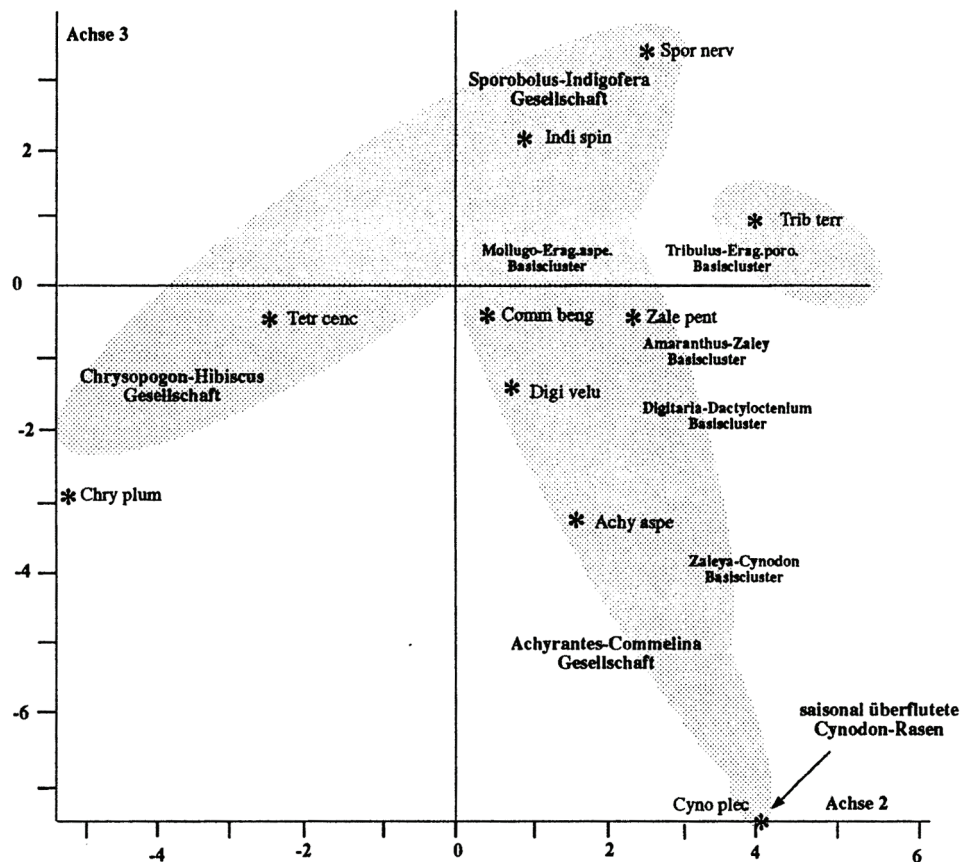 Achse 3
Spor nerv
Sporobolus-Indigofera
Gesellschaft
Indi spin
2
Trib terr
Mollugo-Erag.aspe.
Basiscluster
Tribulus-Erag.poro.
Basiscluster
0
Tetr cenc
Comm beng
Zale pent
Amaranthus-Zaley
Basiscluster
Chrysopogon-Hibiscus
Gesellschaft
Digi velu
Digitaria-Dactyloctenium
Basiscluster
-2
Chry plum
Achy aspe
Zaleya-Cynodon
Basiscluster
-4
Achyrantes-Commelina
Gesellschaft
-6
saisonal überflutete
Cynodon-Rasen
Cyno plec
Achse 2
-4
-2
0
2
4
6